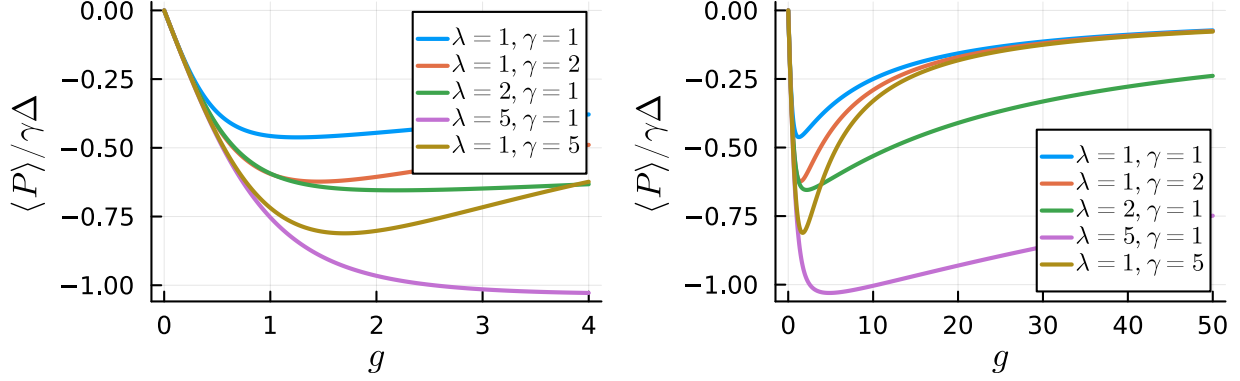 0.00
−0.25
−0.50
−0.75
−1.00
⟨P⟩/γΔ
0
1
2
3
4
g
λ = 1, γ = 1
λ = 1, γ = 2
λ = 2, γ = 1
λ = 5, γ = 1
λ = 1, γ = 5
0.00
−0.25
−0.50
−0.75
−1.00
⟨P⟩/γΔ
0
10
20
30
40
50
g
λ = 1, γ = 1
λ = 1, γ = 2
λ = 2, γ = 1
λ = 5, γ = 1
λ = 1, γ = 5